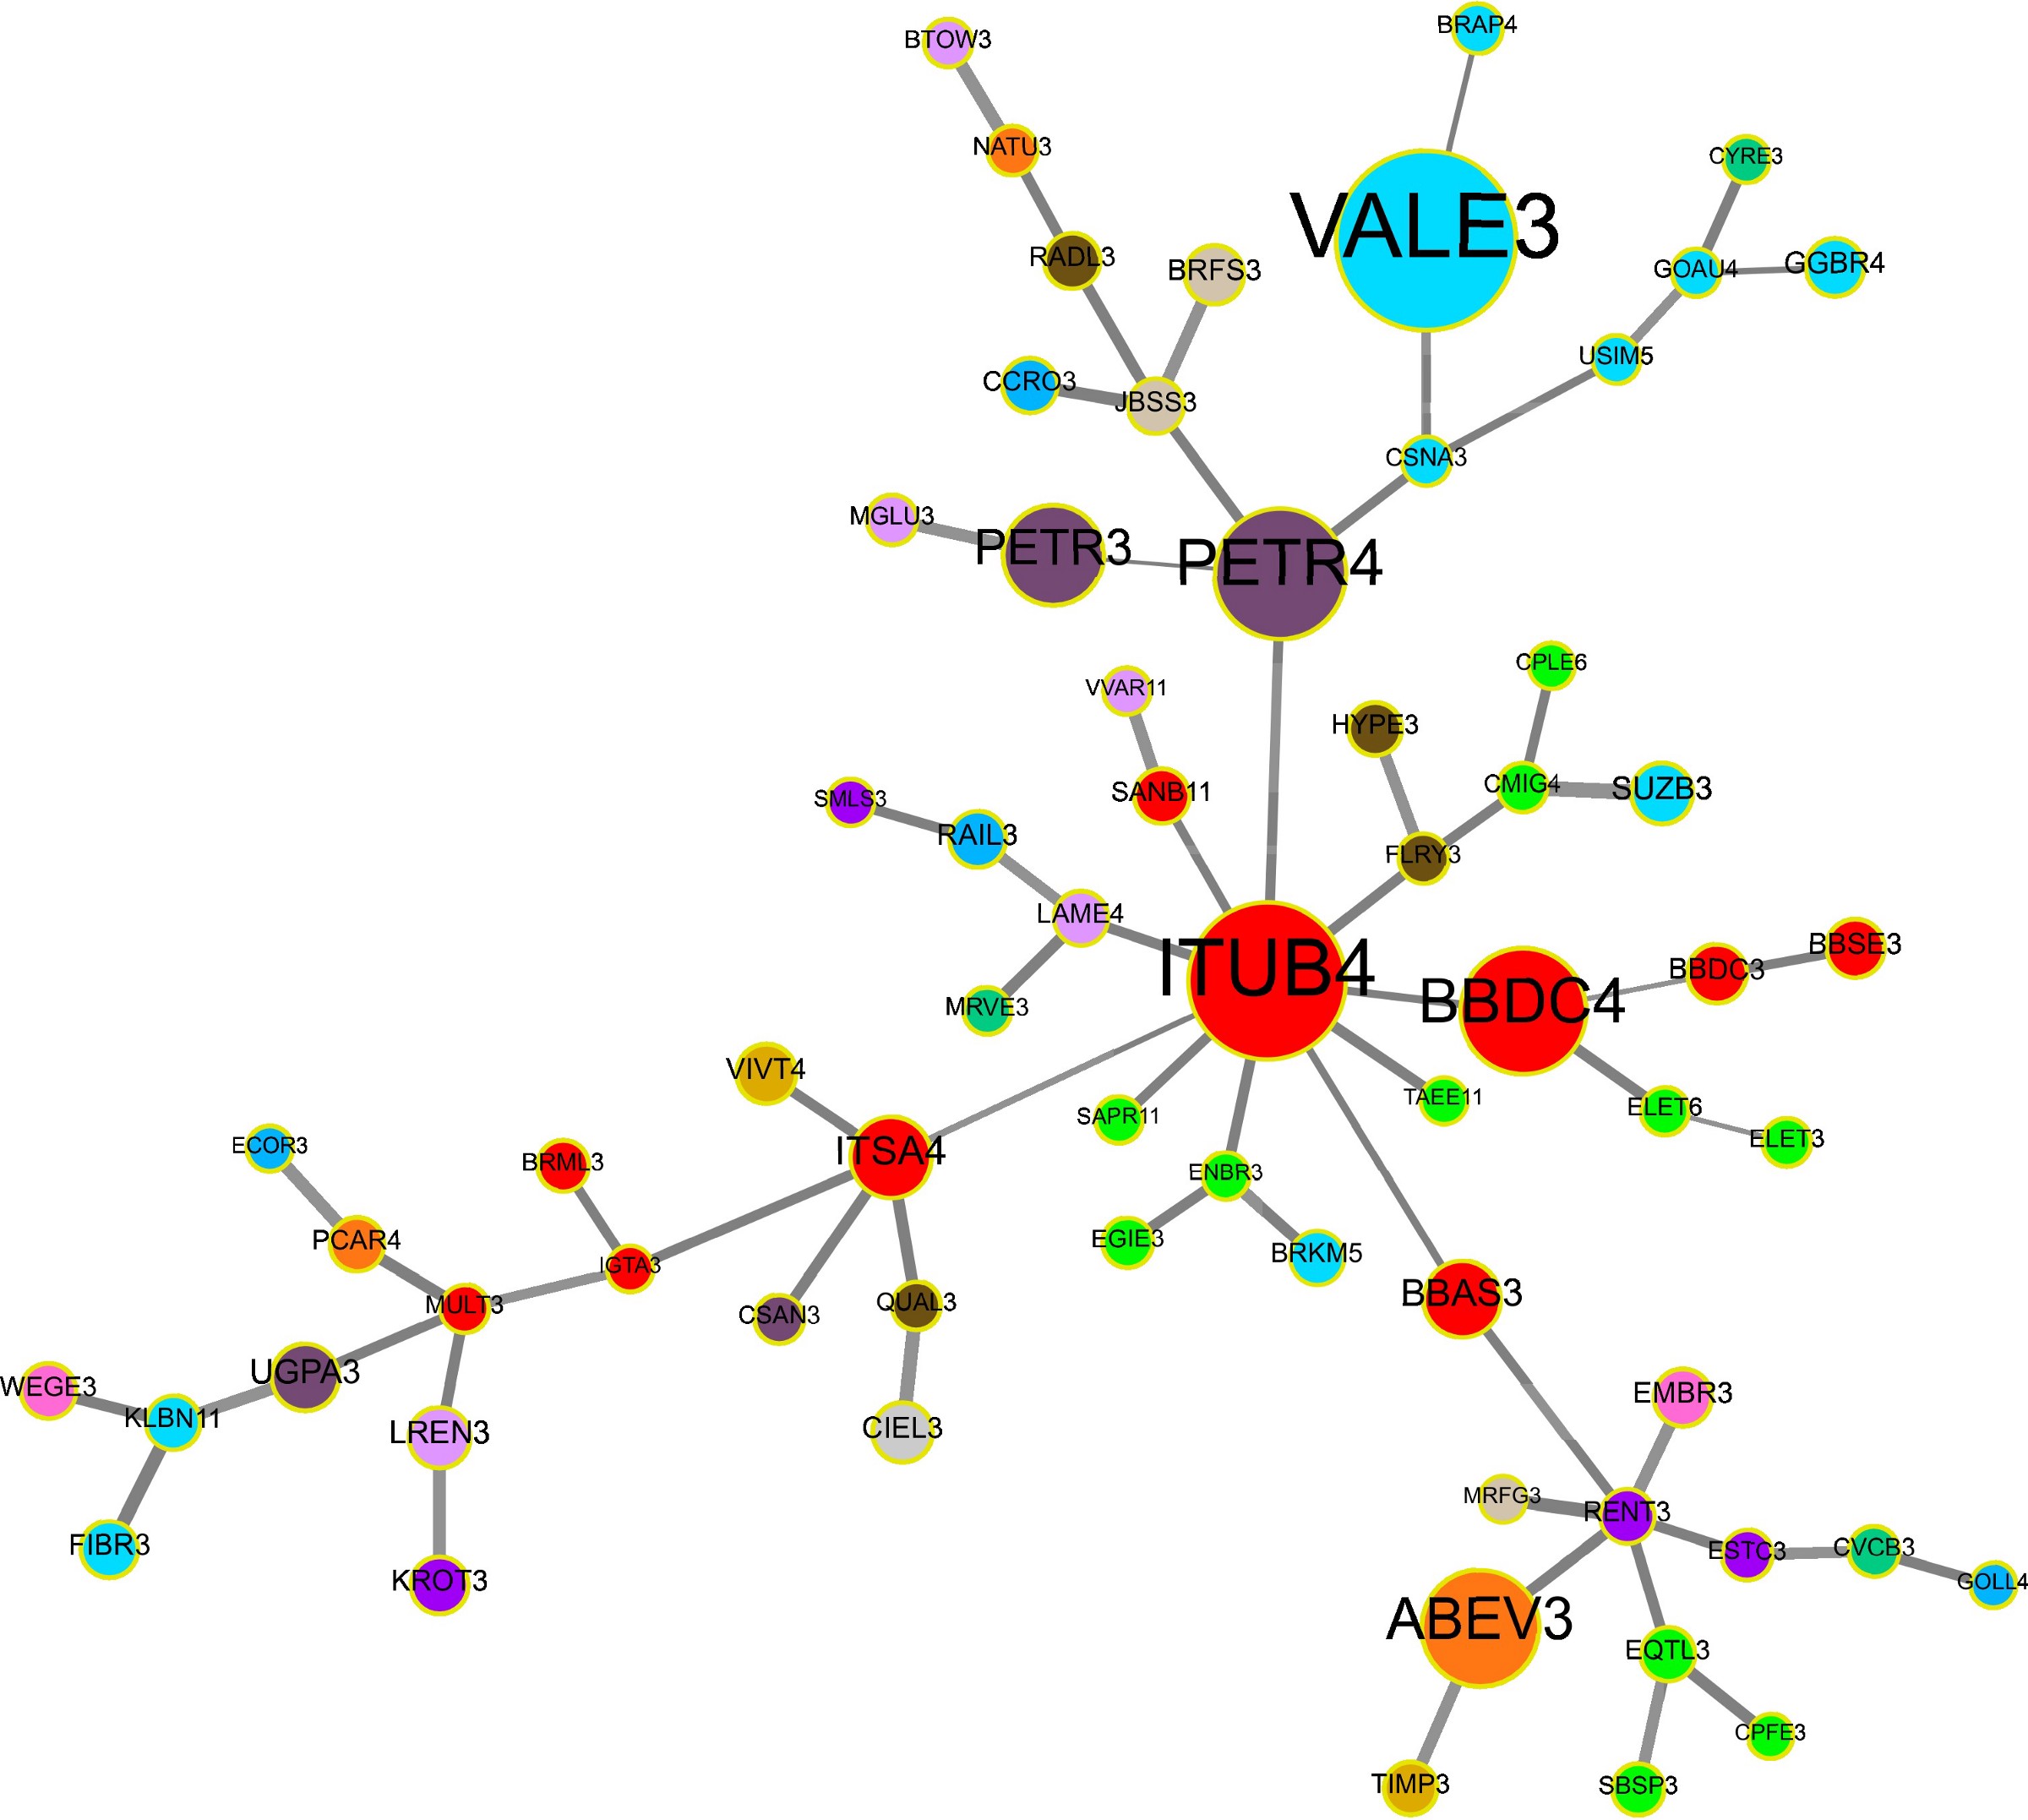 BRAP4
BTOW3
NATU3
CYRE3
VALE3
RADL3
BRFS3
GOAU4
GGBR4
USIM5
CCRO3
JBSS3
CSNA3
MGLU3
PETR3
PETR4
CPLE6
VVAR11
HYPE3
SANB11
CMIG4
SUZB3
SMLS3
RAIL3
FLRY3
LAME4
BBSE3
ITUB4
BBDC3
BBDC4
MRVE3
VIVT4
TAEE11
ELET6
SAPR11
ELET3
ECOR3
ITSA4
BRML3
ENBR3
PCAR4
EGIE3
BRKM5
IGTA3
BBAS3
MULT3
QUAL3
CSAN3
UGPA3
WEGE3
EMBR3
KLBN11
LREN3
CIEL3
MRFG3
RENT3
FIBR3
ESTC3
CVCB3
KROT3
GOLL4
ABEV3
EQTL3
CPFE3
TIMP3
SBSP3